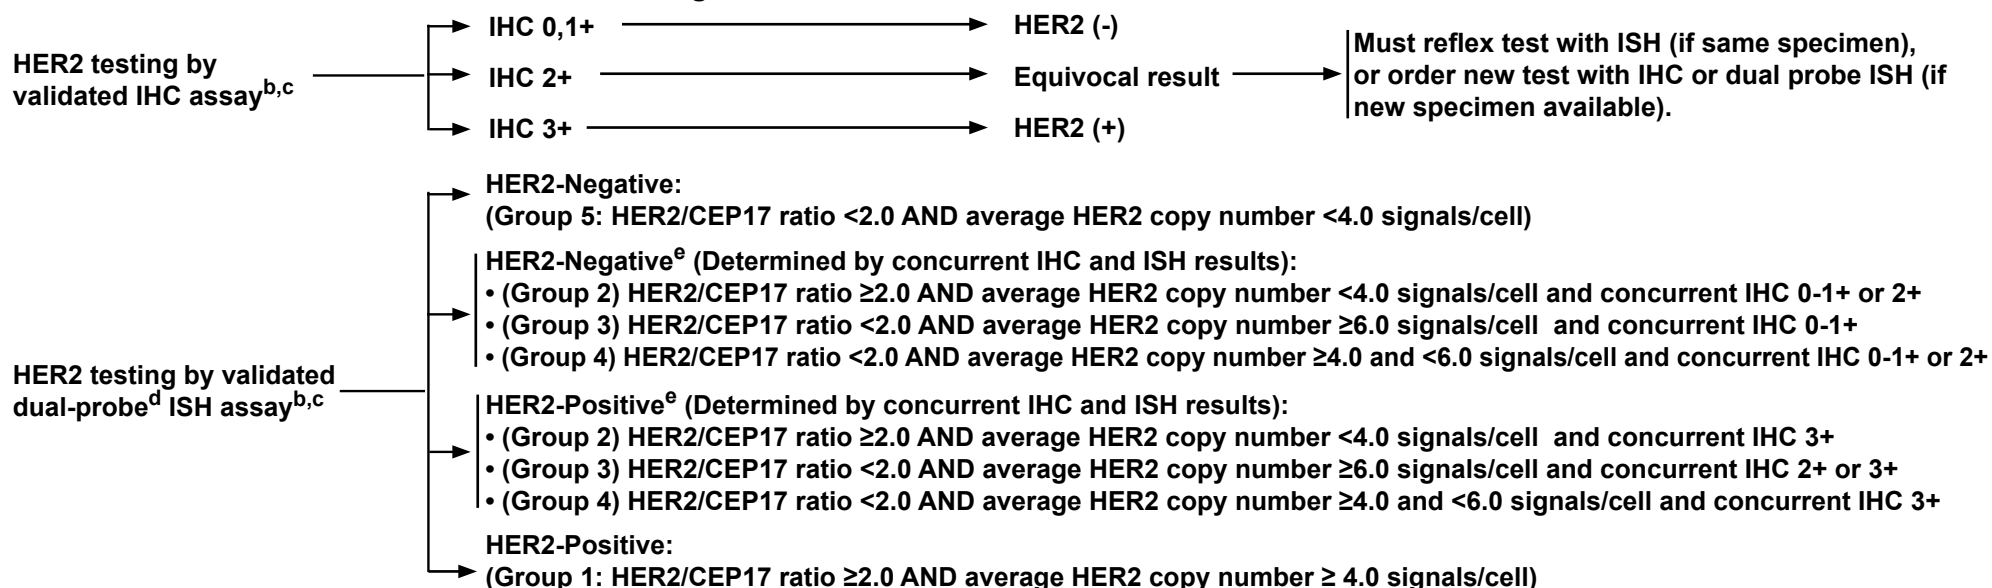 IHC 0,1+
HER2 (-)
HER2 testing by
validated IHC assayb,c
IHC 2+
Equivocal result
Must reflex test with ISH (if same specimen),
or order new test with IHC or dual probe ISH (if
new specimen available).
IHC 3+
HER2 (+)
HER2-Negative:
(Group 5: HER2/CEP17 ratio <2.0 AND average HER2 copy number <4.0 signals/cell)
HER2-Negativee (Determined by concurrent IHC and ISH results):
• (Group 2) HER2/CEP17 ratio ≥2.0 AND average HER2 copy number <4.0 signals/cell and concurrent IHC 0-1+ or 2+
• (Group 3) HER2/CEP17 ratio <2.0 AND average HER2 copy number ≥6.0 signals/cell and concurrent IHC 0-1+
• (Group 4) HER2/CEP17 ratio <2.0 AND average HER2 copy number ≥4.0 and <6.0 signals/cell and concurrent IHC 0-1+ or 2+
HER2 testing by validated
dual-probed ISH assayb,c
HER2-Positivee (Determined by concurrent IHC and ISH results):
• (Group 2) HER2/CEP17 ratio ≥2.0 AND average HER2 copy number <4.0 signals/cell and concurrent IHC 3+
• (Group 3) HER2/CEP17 ratio <2.0 AND average HER2 copy number ≥6.0 signals/cell and concurrent IHC 2+ or 3+
• (Group 4) HER2/CEP17 ratio <2.0 AND average HER2 copy number ≥4.0 and <6.0 signals/cell and concurrent IHC 3+
HER2-Positive:
(Group 1: HER2/CEP17 ratio ≥2.0 AND average HER2 copy number ≥ 4.0 signals/cell)